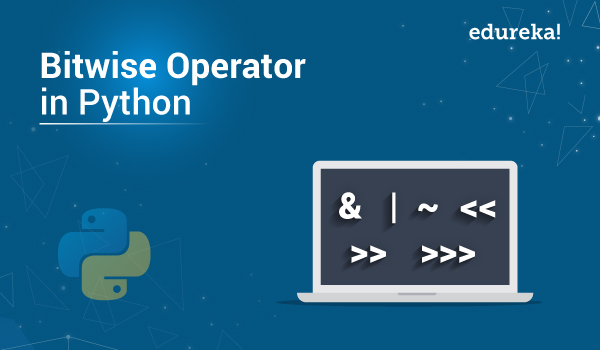 edureka!
Bitwise Operator
in Python
& | ~ <<
>> >>>